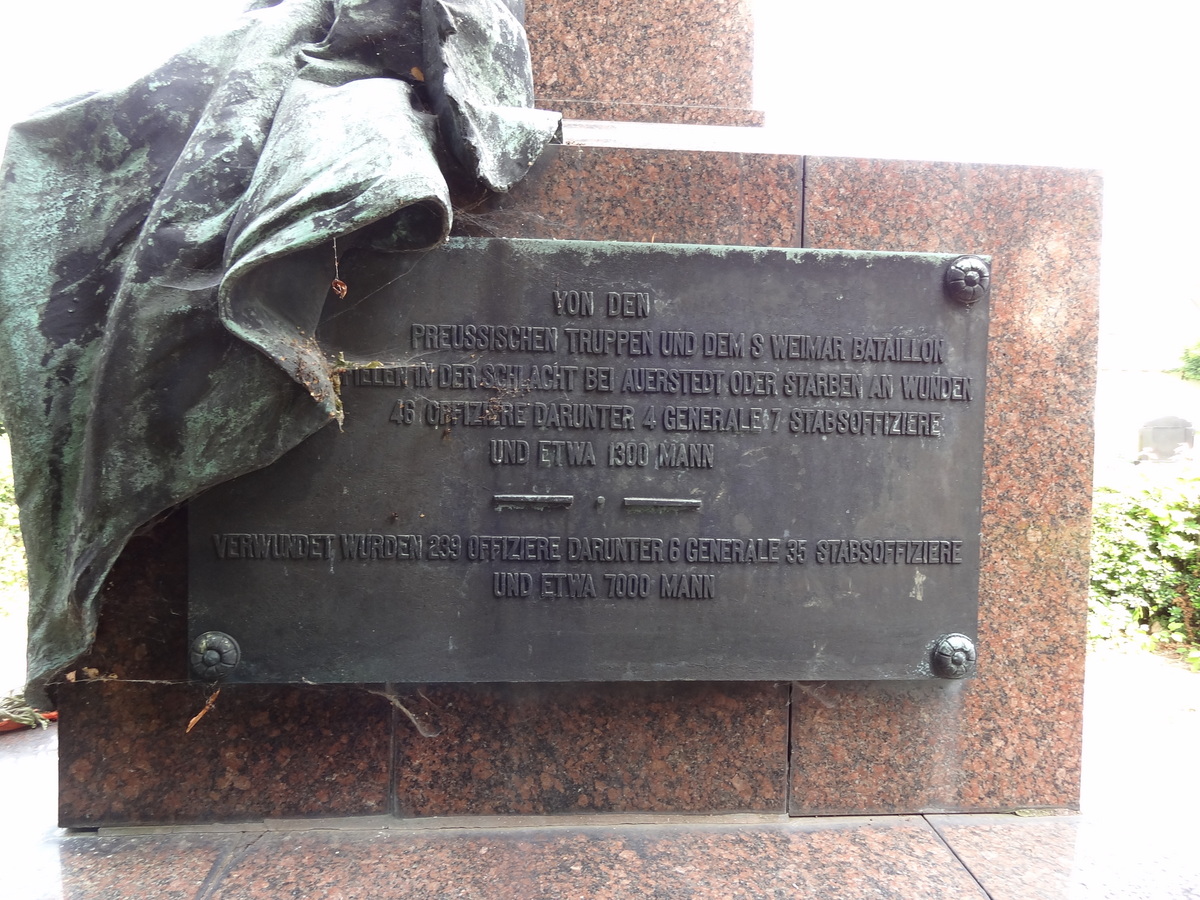 VON DEN
PREUSSISCHEN TRUPPEN UND DEM S WEIMAR BATAILLON
FIELEN IN DER SCHLACHT BEI AUERSTEDT ODER STARBEN AN WUNDEN
46 OFFIZIERE DARUNTER 4 GENERALE 7 STABSOFFIZIERE
UND ETWA 1300 MANN
VERWUNDET WURDEN 239 OFFIZIERE DARUNTER 6 GENERALE 35 STABSOFFIZIERE
UND ETWA 7000 MANN